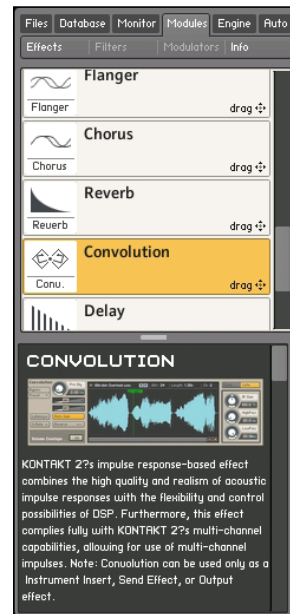 Files Database Monitor Modules Engine Auto
Effects Filters Modulators Info
Flanger
Flanger drag
Chorus
Chorus drag
Reverb
Reverb drag
Convolution
Conv. drag
Delay
CONVOLUTION
KONTAKT 2?s impulse response-based effect
combines the high quality and realism of acoustic
impulse responses with the flexibility and control
possibilities of DSP. Furthermore, this effect
complies fully with KONTAKT 2?s multi-channel
capabilities, allowing for use of multi-channel
impulses. Note: Convolution can be used only as a
Instrument Insert, Send Effect, or Output
effect.